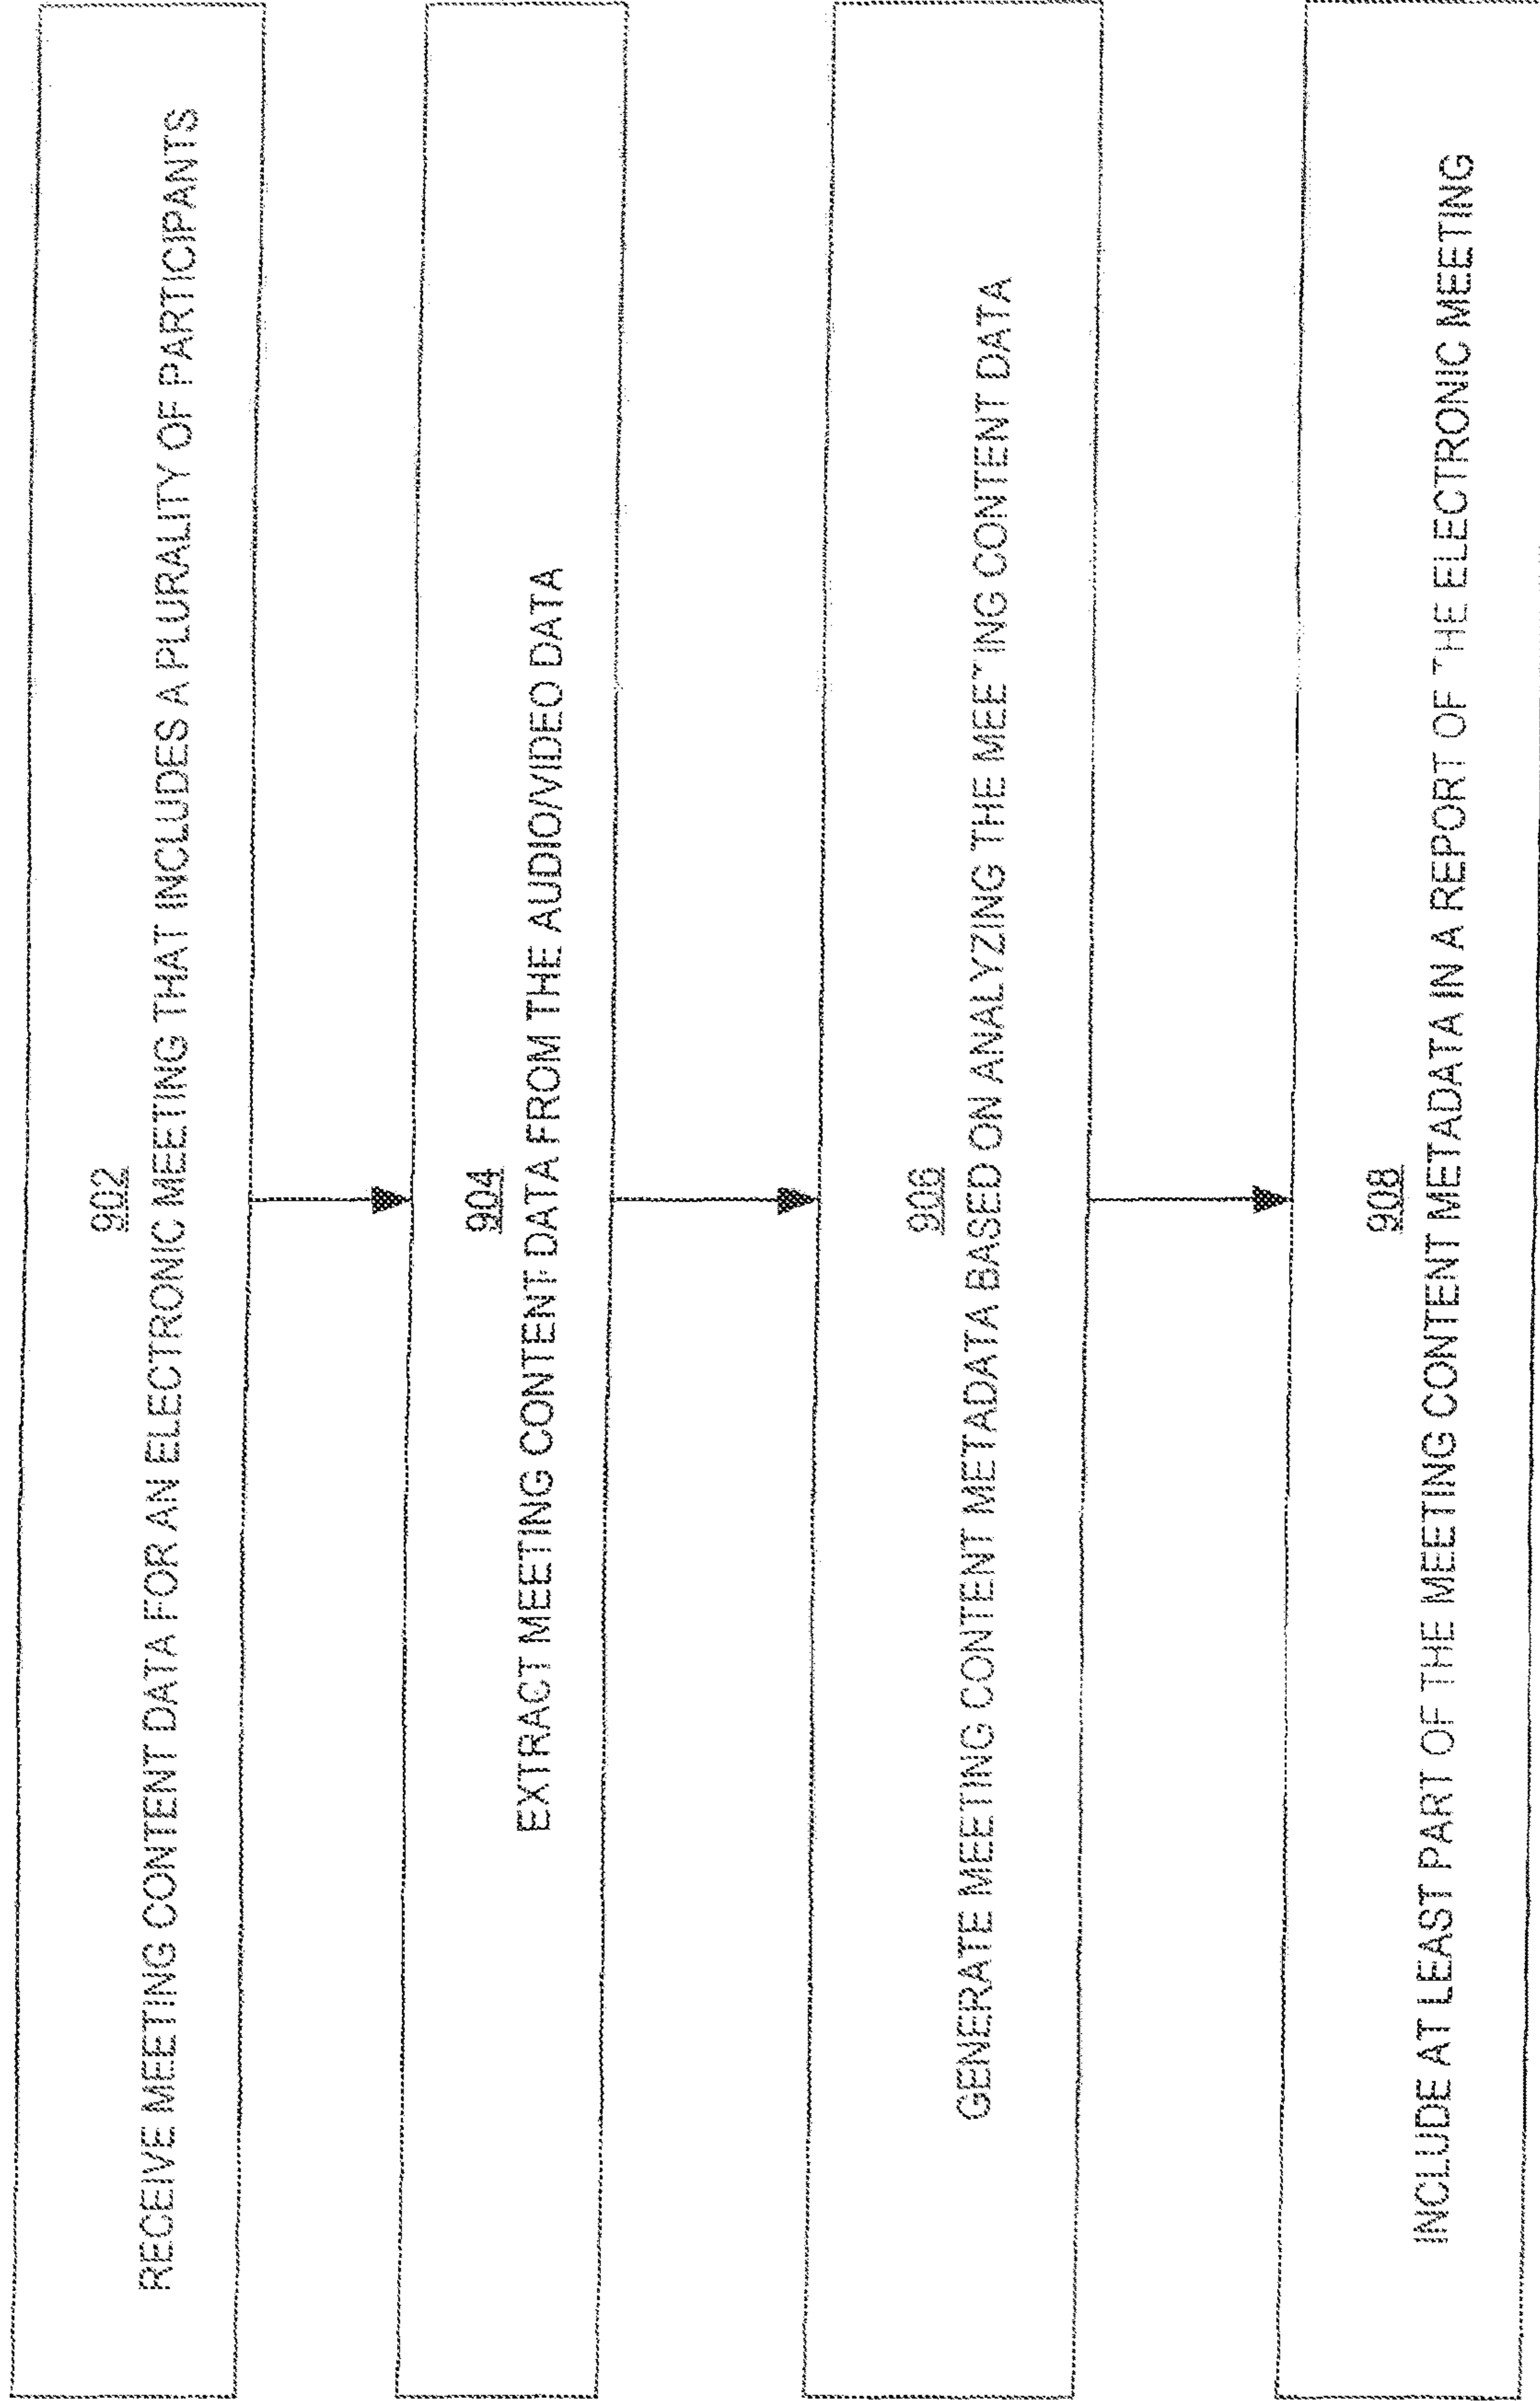 902
RECEIVE MEETING CONTENT DATA FOR AN ELECTRONIC MEETING THAT INCLUDES A PLURALITY OF PARTICIPANTS
904
EXTRACT MEETING CONTENT DATA FROM THE AUDIO/VIDEO DATA
906
GENERATE MEETING CONTENT METADATA BASED ON ANALYZING THE MEETING CONTENT DATA
908
INCLUDE AT LEAST PART OF THE MEETING CONTENT METADATA IN A REPORT OF THE ELECTRONIC MEETING